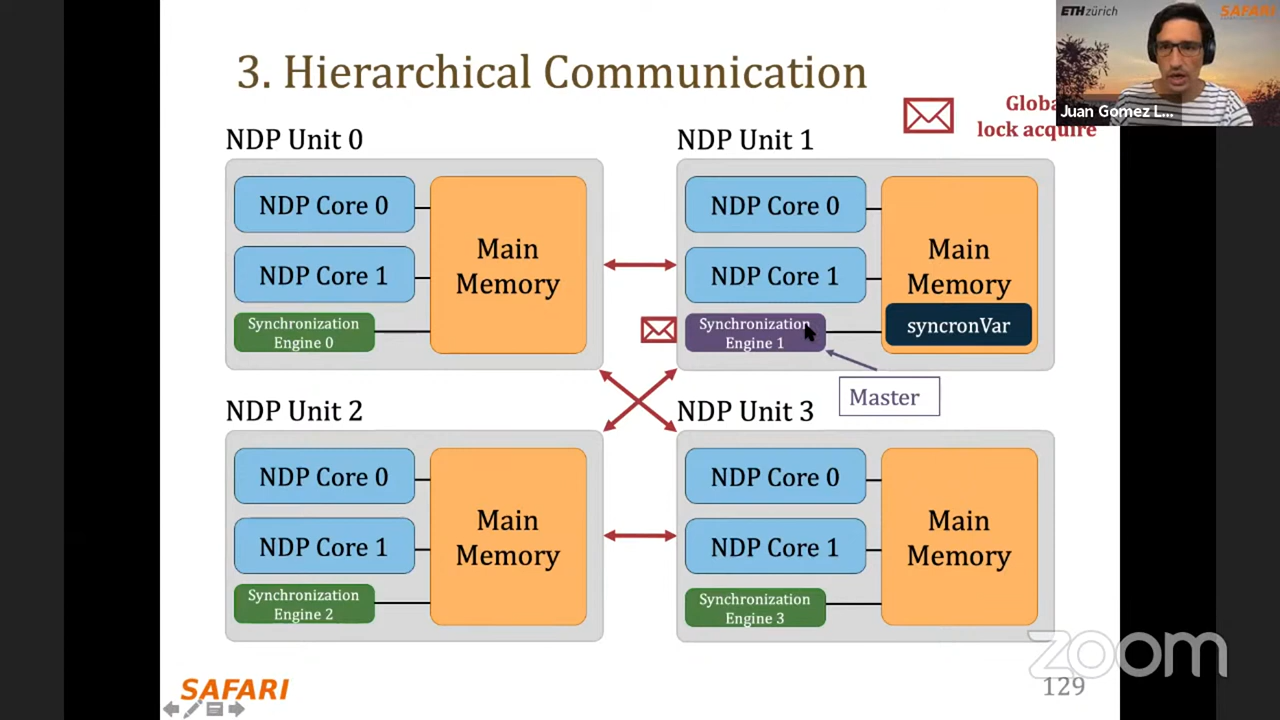 ETH zürich
SAFARI
3. Hierarchical Communication
Juan Gomez L...
Globa
lock acquire
NDP Unit 0
NDP Core 0
NDP Core 1
Synchronization
Engine 0
Main
Memory
NDP Unit 1
NDP Core 0
NDP Core 1
Synchronization
Engine 1
Main
Memory
syncronVar
Master
NDP Unit 2
NDP Core 0
NDP Core 1
Synchronization
Engine 2
Main
Memory
NDP Unit 3
NDP Core 0
NDP Core 1
Synchronization
Engine 3
Main
Memory
zoom
SAFARI
129